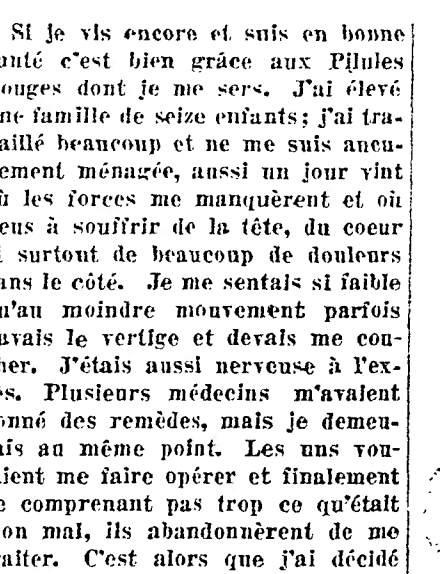 Si je vis encore et suis en bonne
anté c'est bien grâce aux Pilules
ouges dont je me sers. J'ai élevé
ne famille de seize enfants; j'ai tra-
aillé beaucoup et ne me suis aucu-
ement ménagée, aussi un jour vint
ù les forces me manquèrent et où
eus à souffrir de la tête, du coeur
t surtout de beaucoup de douleurs
ans le côté. Je me sentais si faible
u'au moindre mouvement parfois
avais le vertige et devais me cou-
her. J'étais aussi nerveuse à l'ex-
ès. Plusieurs médecins m'avaient
onné des remèdes, mais je demeu-
ais au même point. Les uns vou-
aient me faire opérer et finalement
e comprenant pas trop ce qu'était
on mal, ils abandonnèrent de me
raiter. C'est alors que j'ai décidé